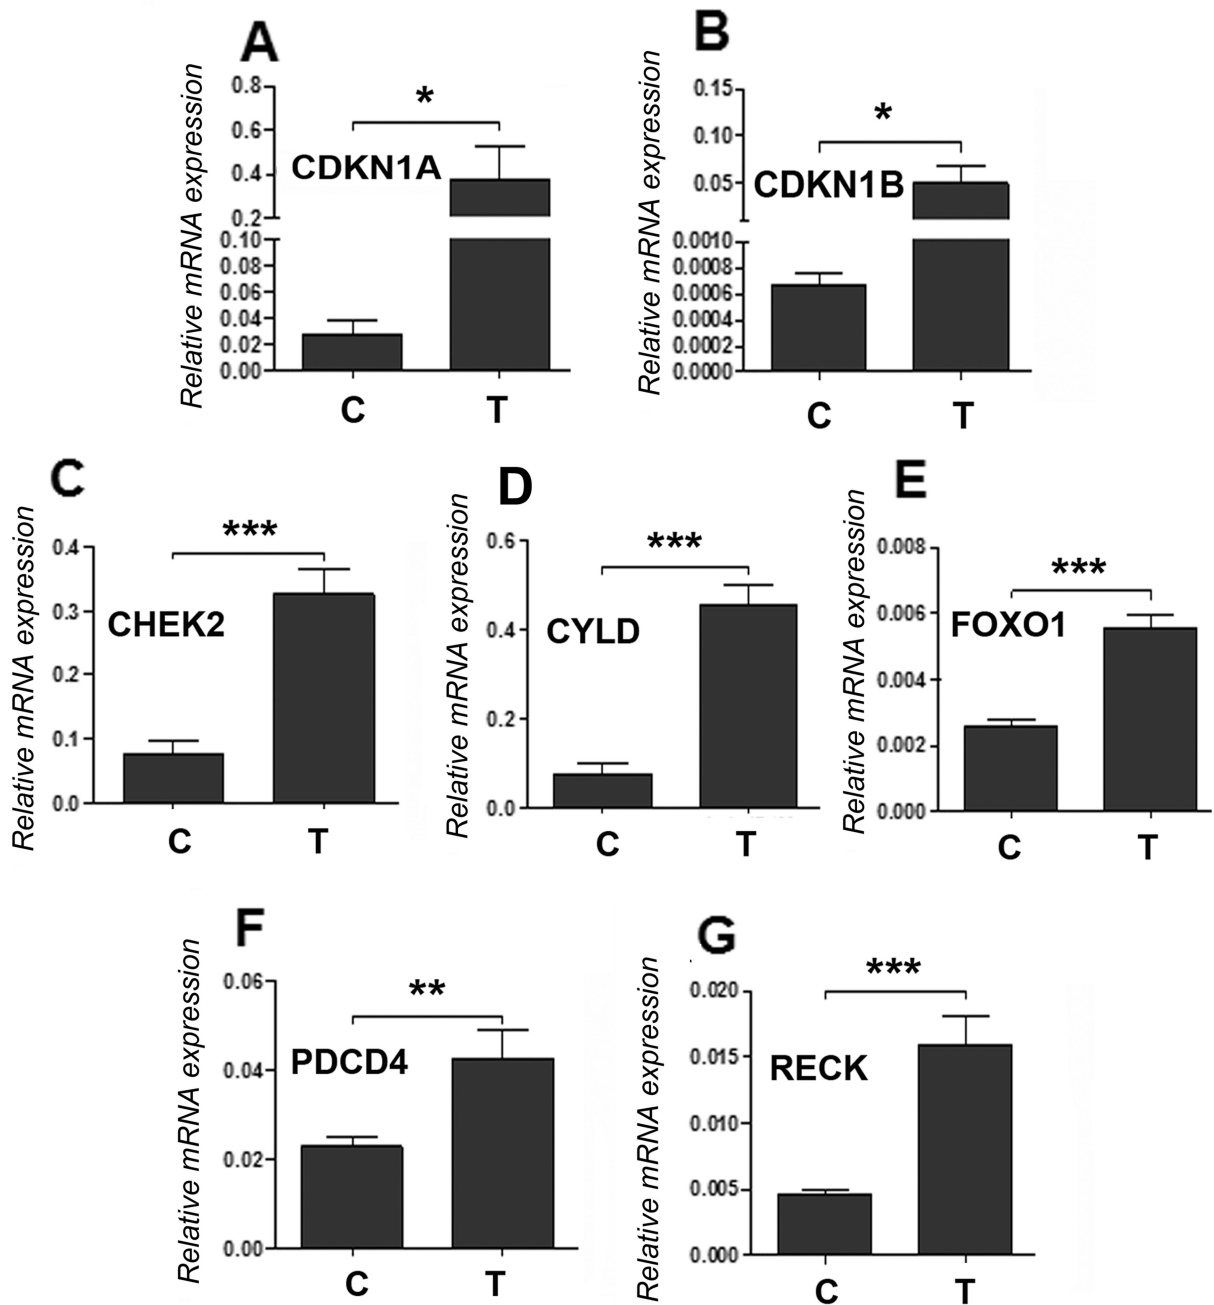 A
Relative mRNA expression
0.8
0.6
0.4
0.2
0.10
0.08
0.06
0.04
0.02
0.00
*
CDKN1A
C T
B
Relative mRNA expression
0.15
0.10
0.05
0.0010
0.0008
0.0006
0.0004
0.0002
0.0000
*
CDKN1B
C T
C
Relative mRNA expression
0.4
0.3
0.2
0.1
0.0
***
CHEK2
C T
D
Relative mRNA expression
0.6
0.4
0.2
0.0
***
CYLD
C T
E
Relative mRNA expression
0.008
0.006
0.004
0.002
0.000
***
FOXO1
C T
F
Relative mRNA expression
0.06
0.04
0.02
0.00
**
PDCD4
C T
G
Relative mRNA expression
0.020
0.015
0.010
0.005
0.000
***
RECK
C T